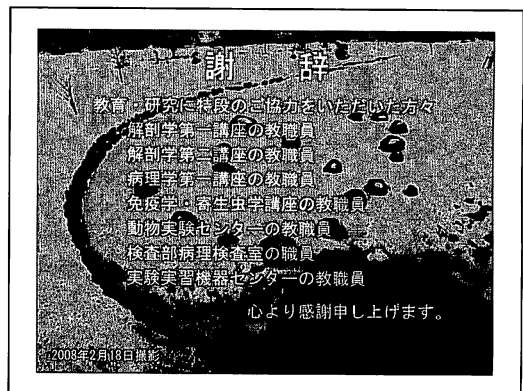 謝 辞
教育・研究に特段のご協力をいただいた方々
解剖学第一講座の教職員
解剖学第二講座の教職員
病理学第一講座の教職員
免疫学・寄生虫学講座の教職員
動物実験センターの教職員
検査部病理検査室の職員
実験実習機器センターの教職員
心より感謝申し上げます。
2008年2月18日撮影